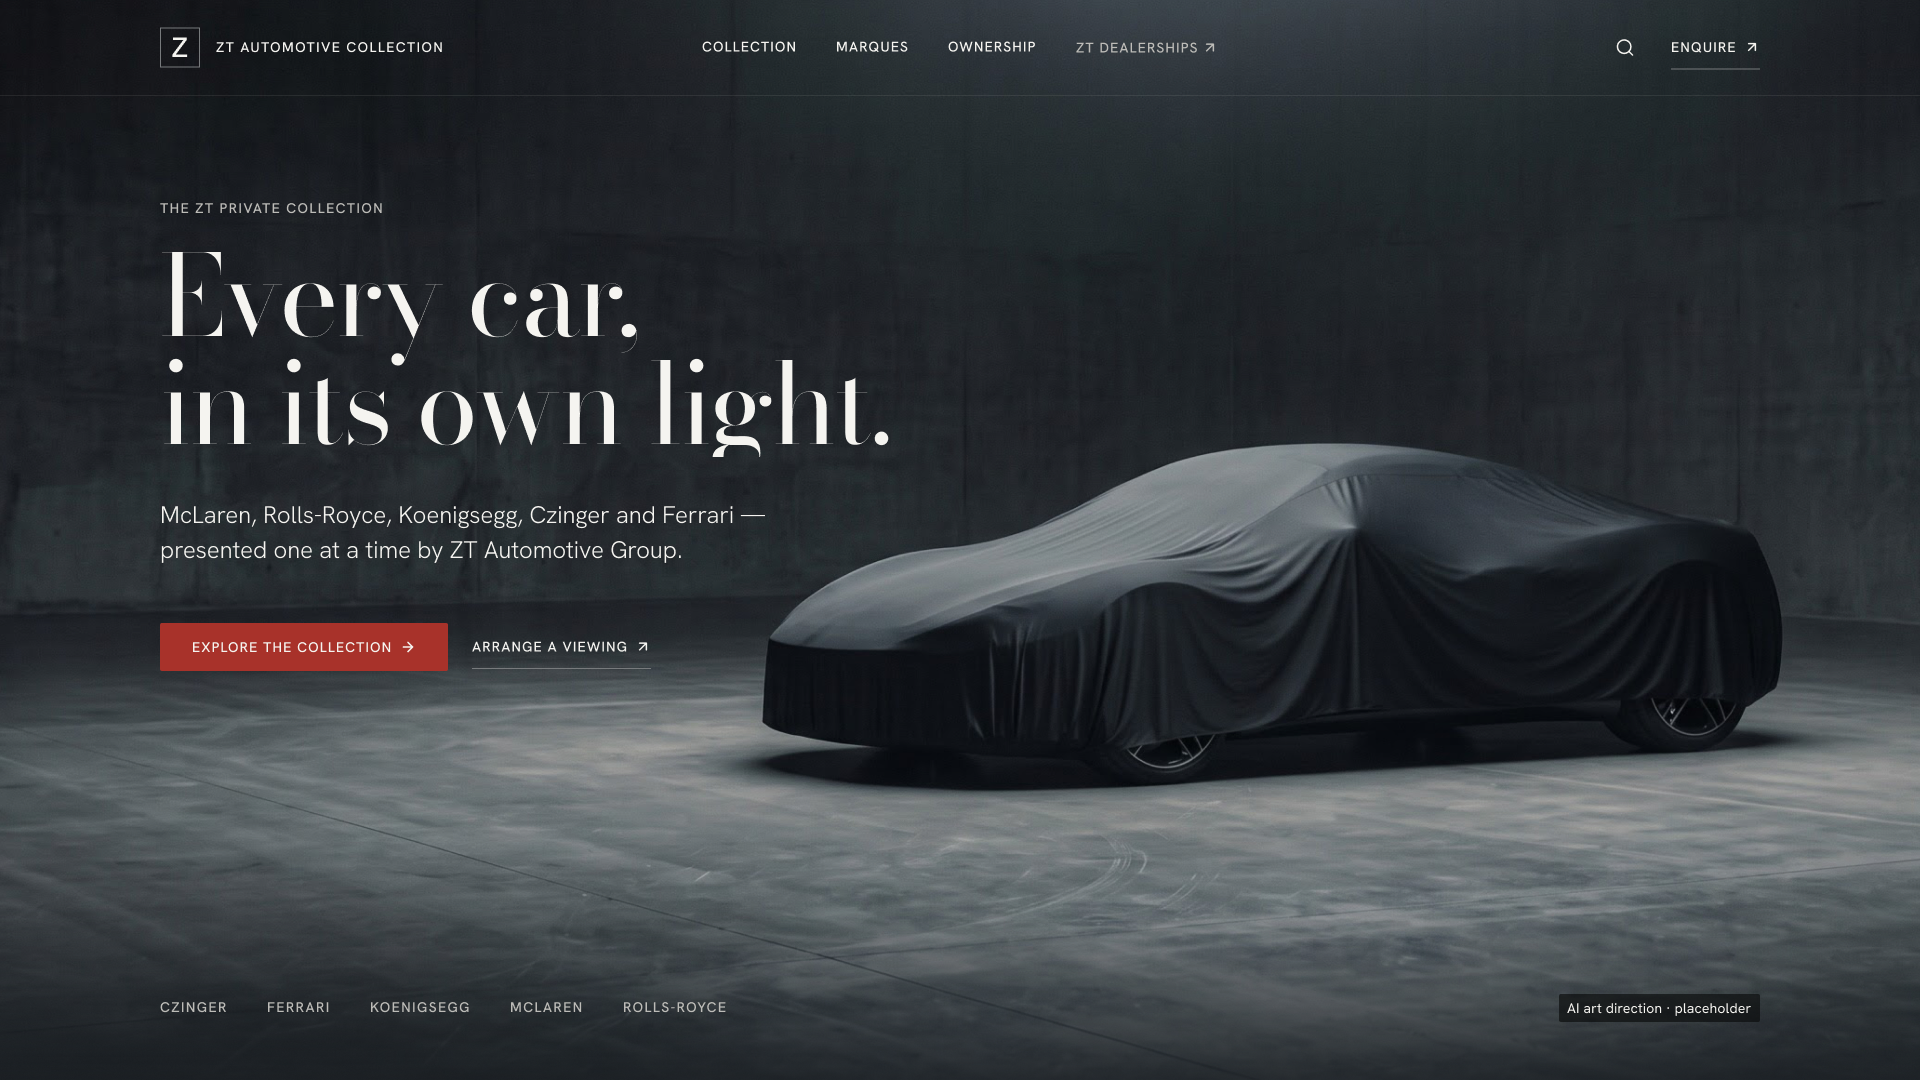 Z ZT AUTOMOTIVE COLLECTION COLLECTION MARQUES OWNERSHIP ZT DEALERSHIPS ENQUIRE
THE ZT PRIVATE COLLECTION
Every car,
in its own light.
McLaren, Rolls-Royce, Koenigsegg, Czinger and Ferrari —
presented one at a time by ZT Automotive Group.
EXPLORE THE COLLECTION ARRANGE A VIEWING
CZINGER FERRARI KOENIGSEGG MCLAREN ROLLS-ROYCE AI art direction · placeholder